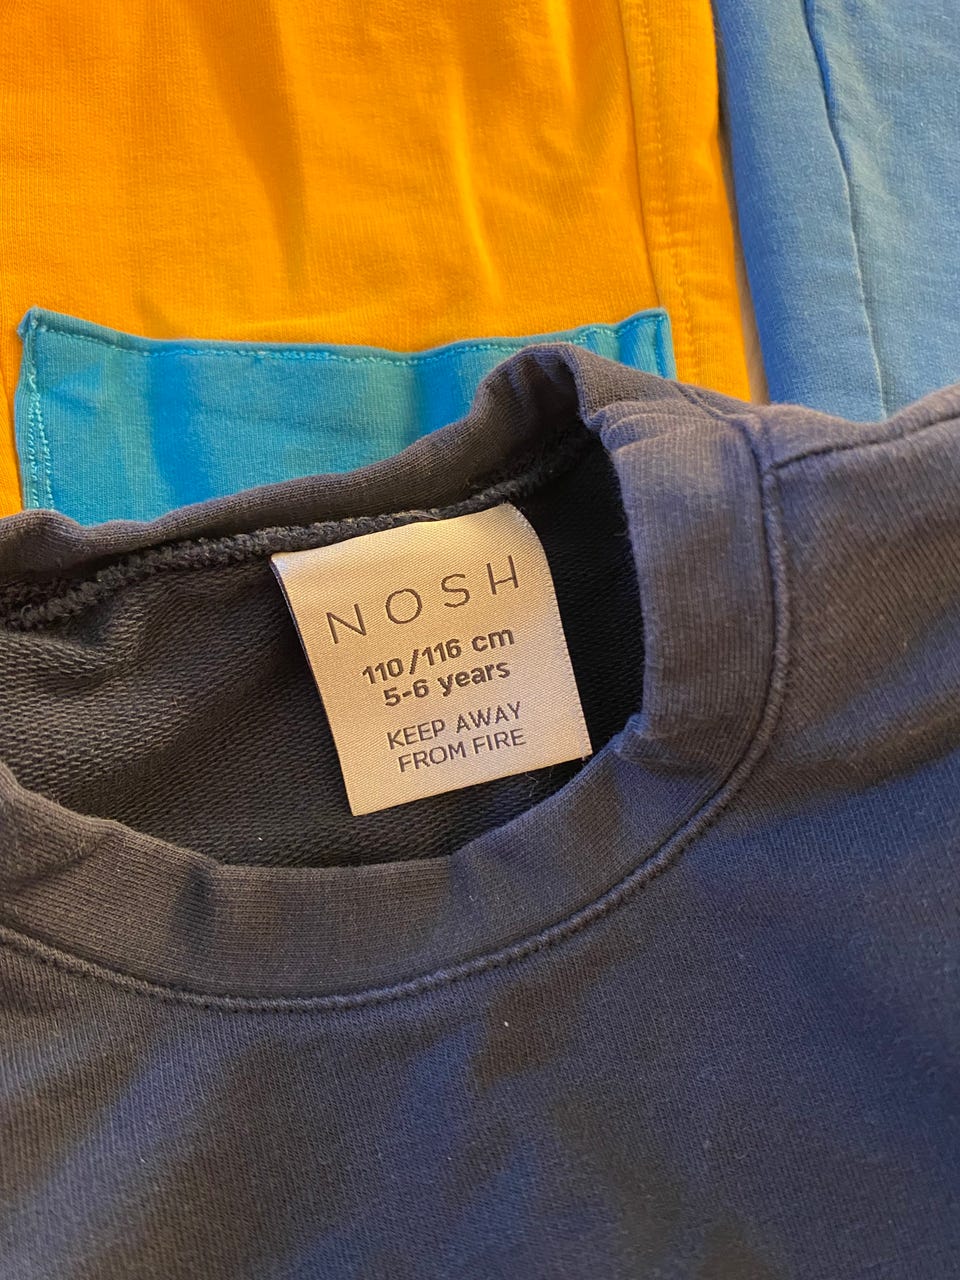 NOSH
110/116 cm
5-6 years
KEEP AWAY
FROM FIRE